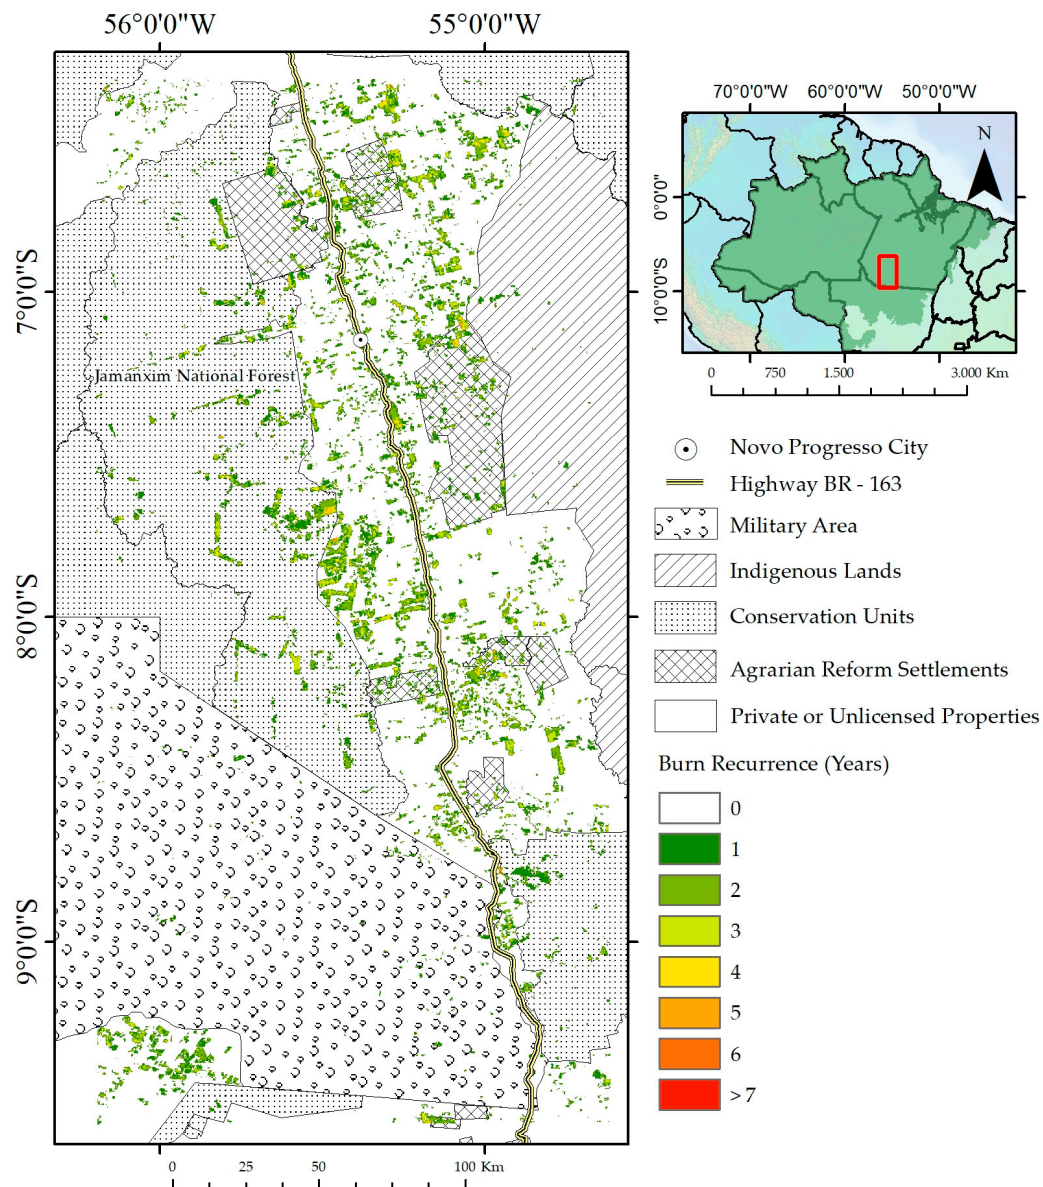 56°0'0"W
55°0'0"W
7°0'0"S
8°0'0"S
9°0'0"S
Jamanxim National Forest
0 25 50 100 Km
70°0'0"W 60°0'0"W 50°0'0"W
0°0'0"
10°0'0"S
N
0 750 1.500 3.000 Km
Novo Progresso City
Highway BR - 163
Military Area
Indigenous Lands
Conservation Units
Agrarian Reform Settlements
Private or Unlicensed Properties
Burn Recurrence (Years)
0
1
2
3
4
5
6
>7